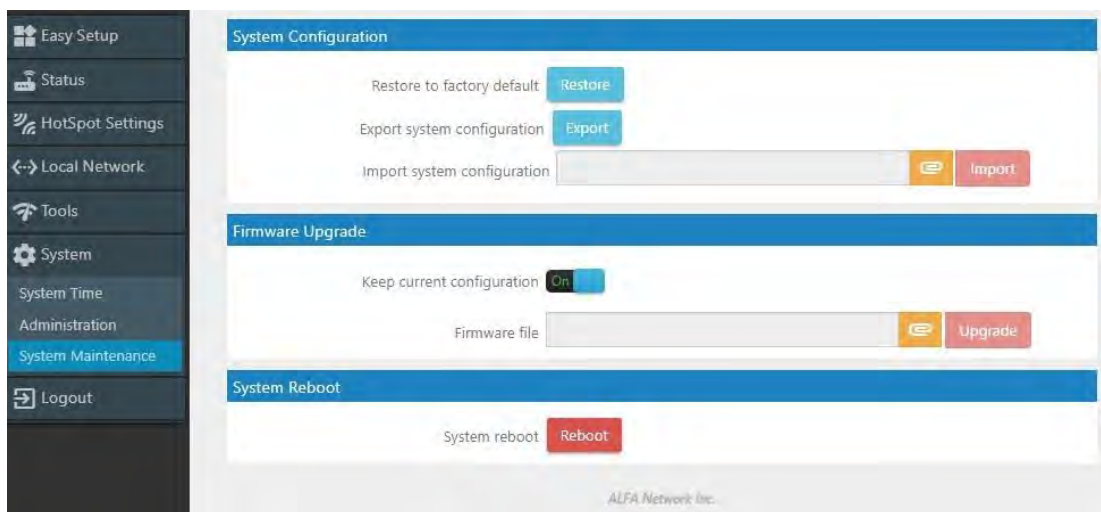 Easy Setup
Status
HotSpot Settings
Local Network
Tools
System
System Time
Administration
System Maintenance
Logout
System Configuration
Restore to factory default Restore
Export system configuration Export
Import system configuration Import
Firmware Upgrade
Keep current configuration On
Firmware file Upgrade
System Reboot
System reboot Reboot
ALFA Network Inc.